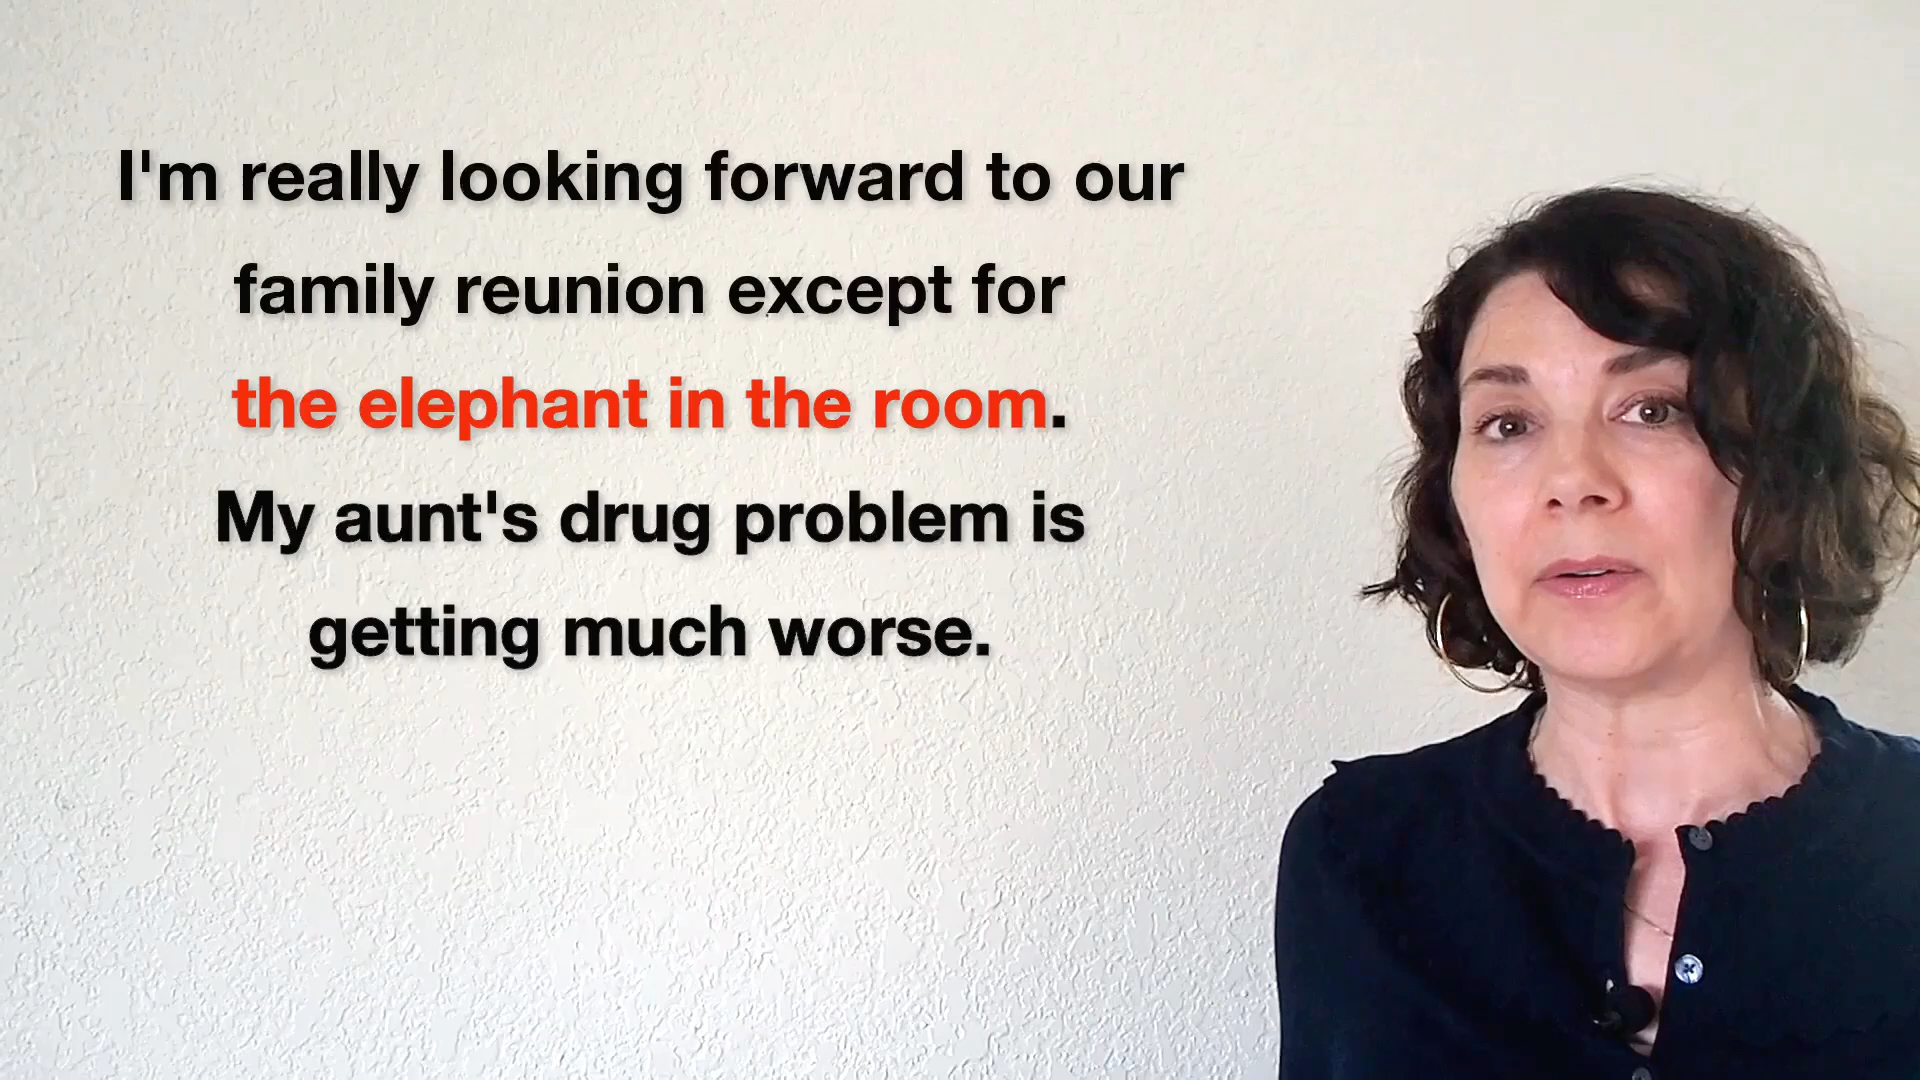 I'm really looking forward to our
family reunion except for
the elephant in the room.
My aunt's drug problem is
getting much worse.